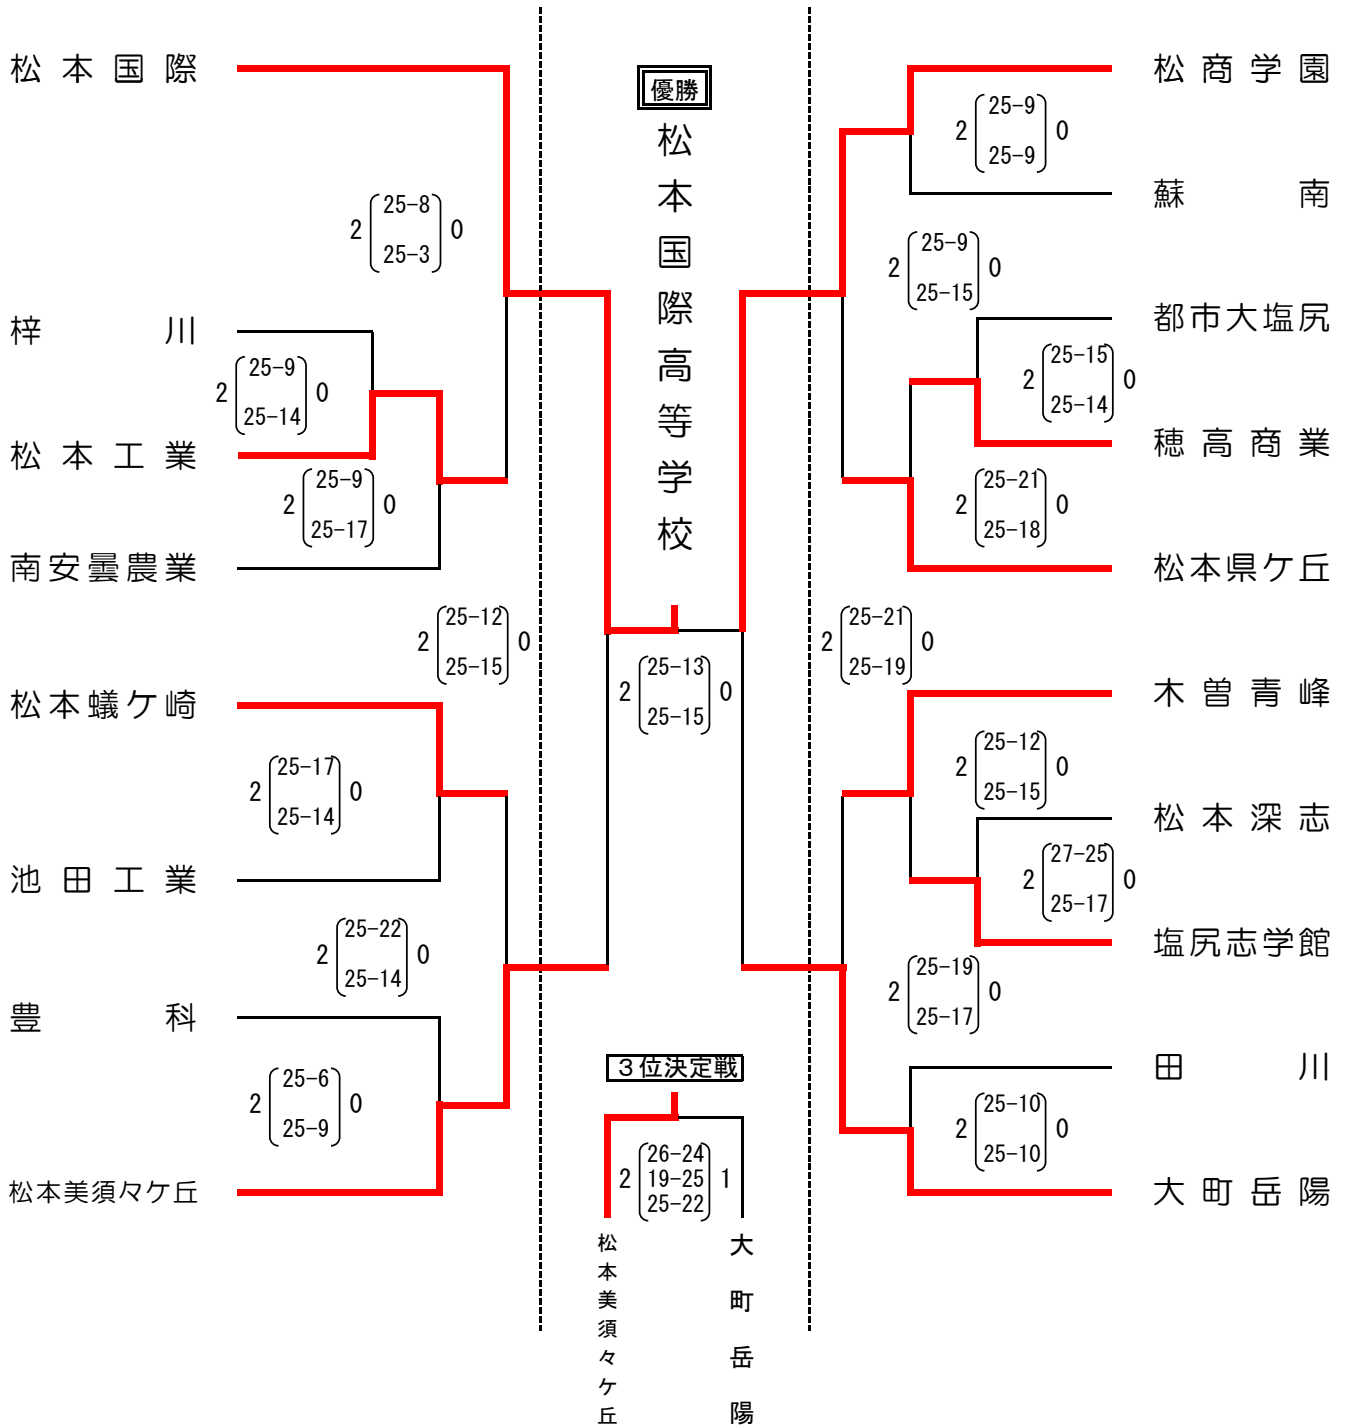 松本国際
2 25-8 0
25-3
梓川
2 25-9 0
25-14
松本工業
2 25-9 0
25-17
南安曇農業
2 25-12 0
25-15
松本蟻ケ崎
2 25-17 0
25-14
池田工業
2 25-22 0
25-14
豊科
2 25-6 0
25-9
松本美須々ケ丘
優勝
松本国際高等学校
2 25-13 0
25-15
3位決定戦
2 26-24 1
19-25
25-22
松本美須々ケ丘
大町岳陽
松商学園
2 25-9 0
25-9
蘇南
2 25-9 0
25-15
都市大塩尻
2 25-15 0
25-14
穂高商業
2 25-21 0
25-18
松本県ケ丘
2 25-21 0
25-19
木曽青峰
2 25-12 0
25-15
松本深志
2 27-25 0
25-17
塩尻志学館
2 25-19 0
25-17
田川
2 25-10 0
25-10
大町岳陽